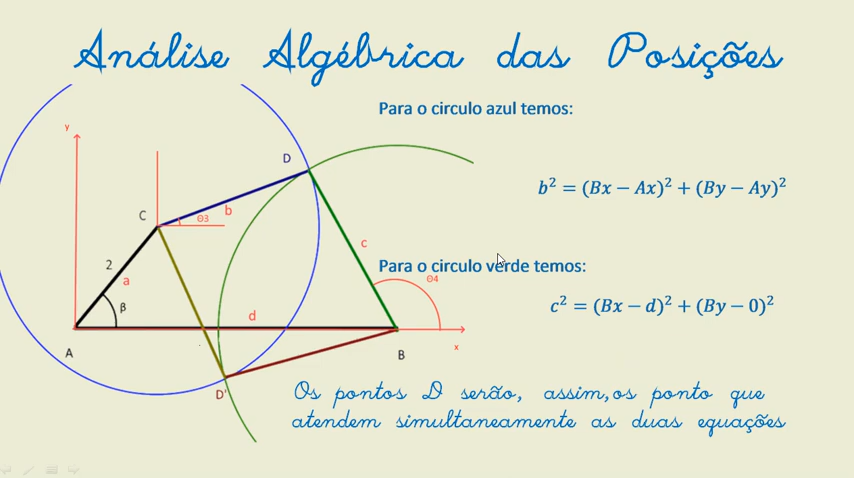 Análise Algébrica das Posições
Para o circulo azul temos:
b² = (Bx − Ax)² + (By − Ay)²
Para o circulo verde temos:
c² = (Bx − d)² + (By − 0)²
Os pontos D serão, assim,os ponto que
atendem simultaneamente as duas equações
y
D
C
b
Θ3
2
a
β
c
Θ4
d
A
B
x
D'